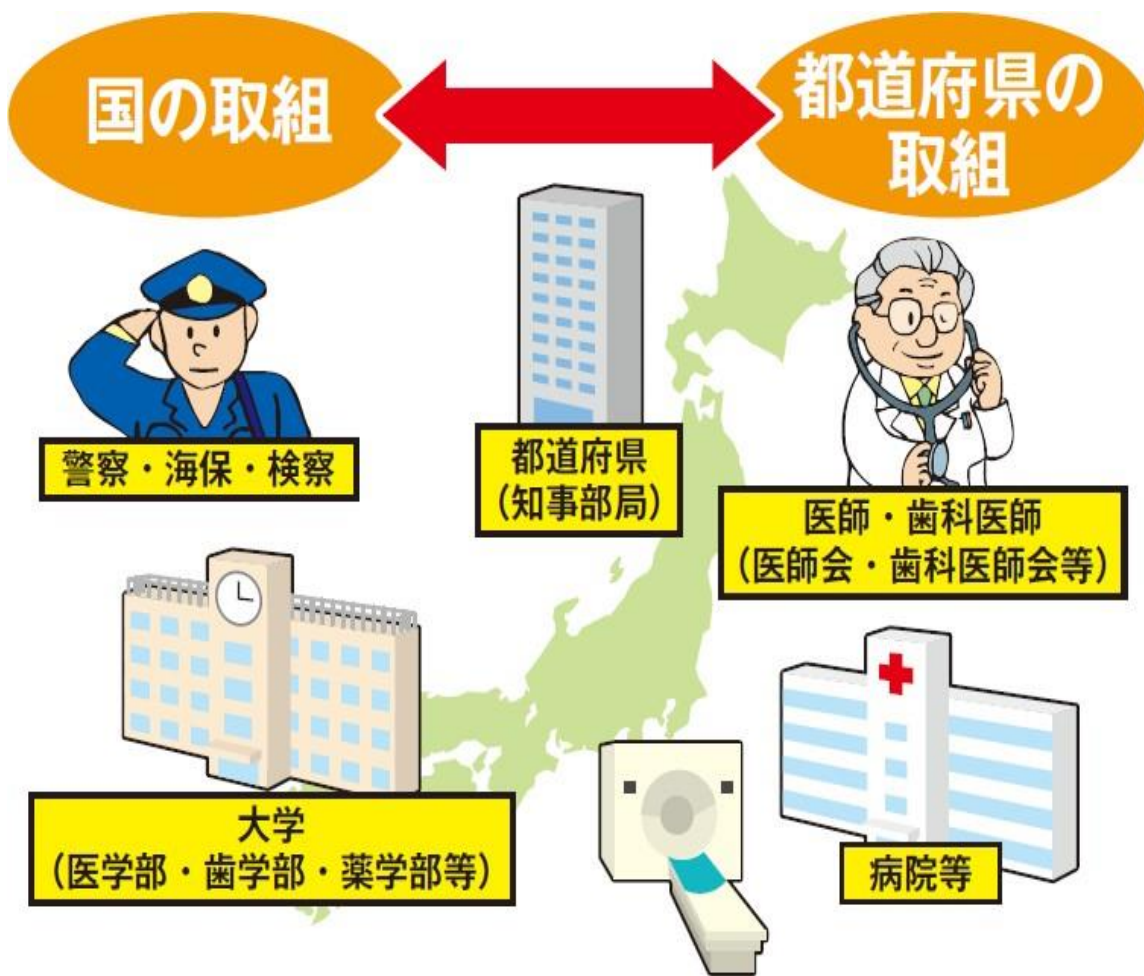 国の取組
都道府県の
取組
警察・海保・検察
都道府県
（知事部局）
医師・歯科医師
（医師会・歯科医師会等）
大学
（医学部・歯学部・薬学部等）
病院等